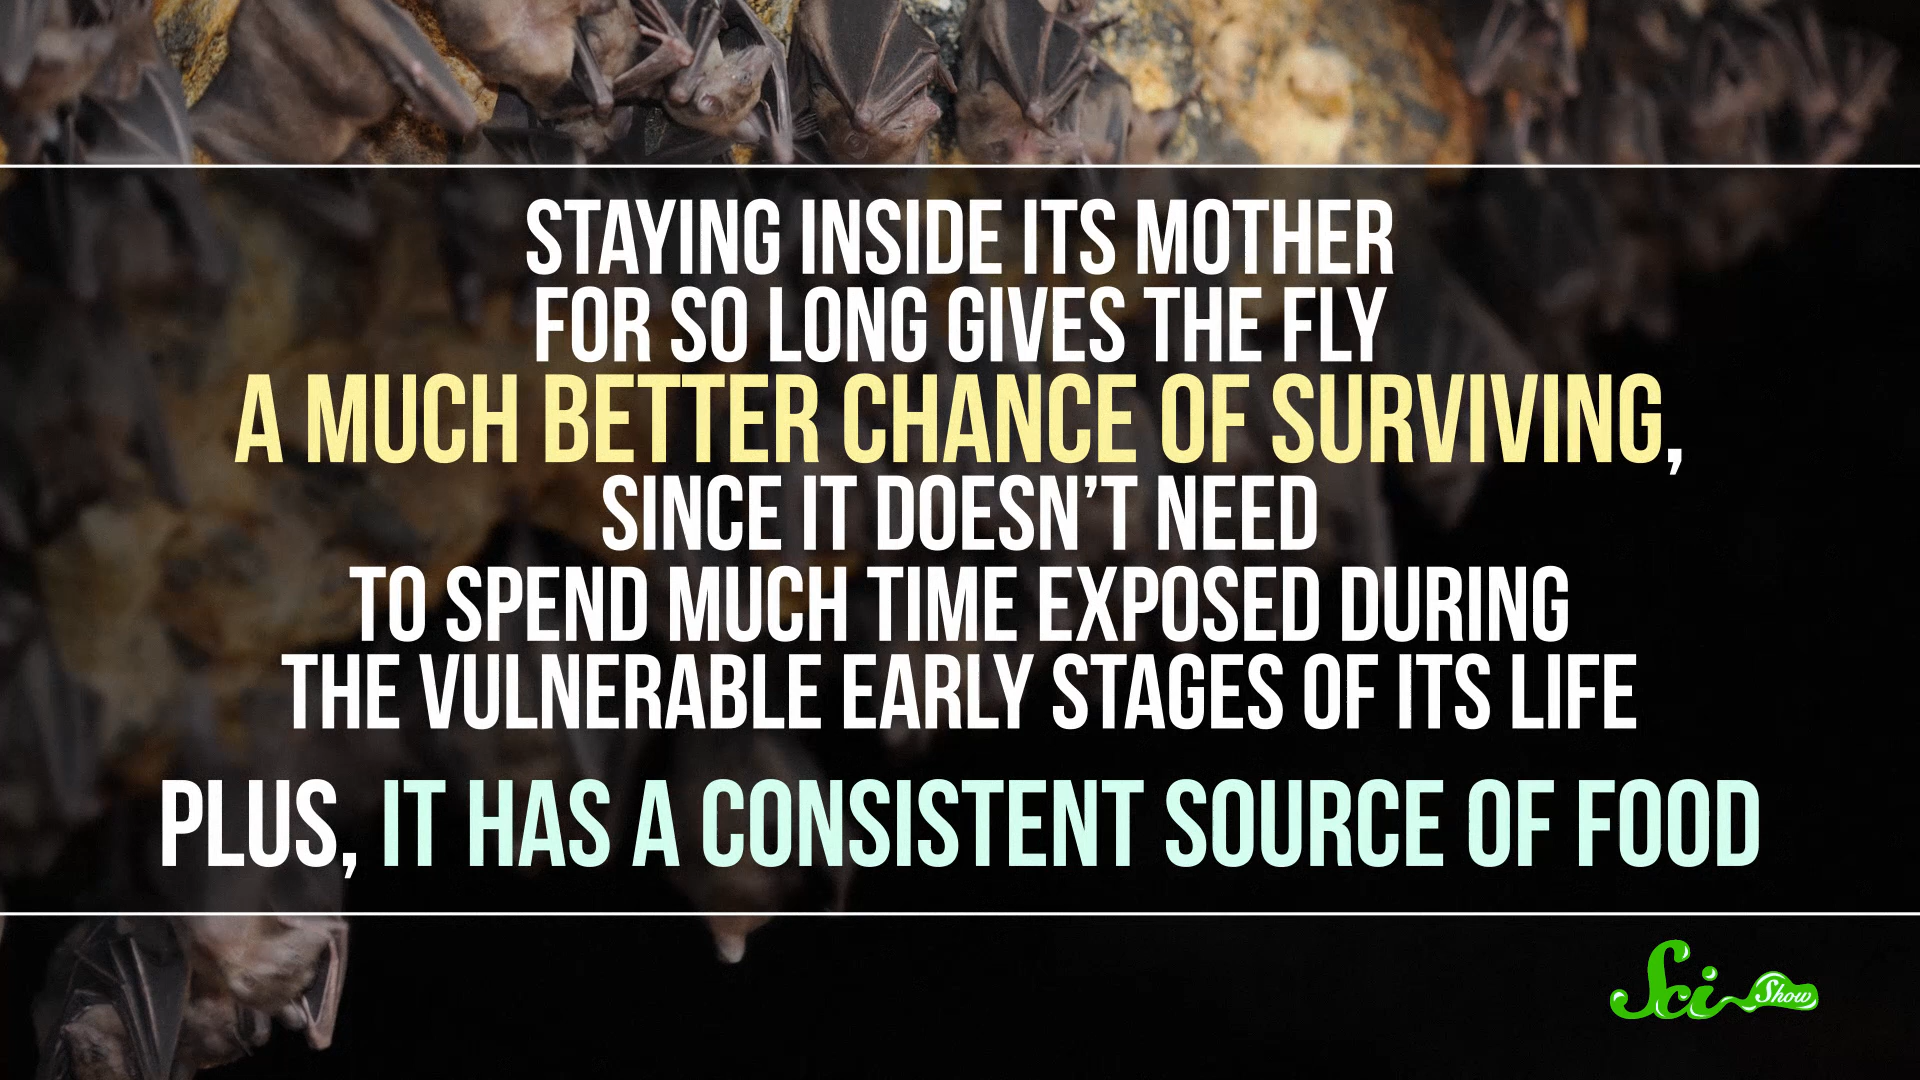 STAYING INSIDE ITS MOTHER
FOR SO LONG GIVES THE FLY
A MUCH BETTER CHANCE OF SURVIVING,
SINCE IT DOESN'T NEED
TO SPEND MUCH TIME EXPOSED DURING
THE VULNERABLE EARLY STAGES OF ITS LIFE
PLUS, IT HAS A CONSISTENT SOURCE OF FOOD
Sci Show